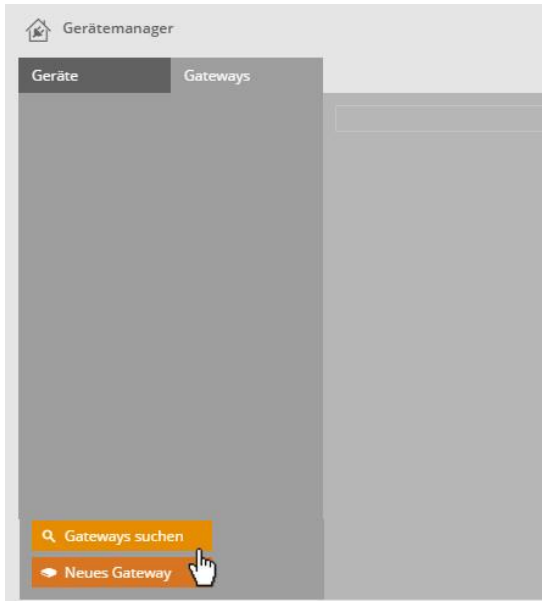 Gerätemanager
Geräte Gateways
Gateways suchen
Neues Gateway